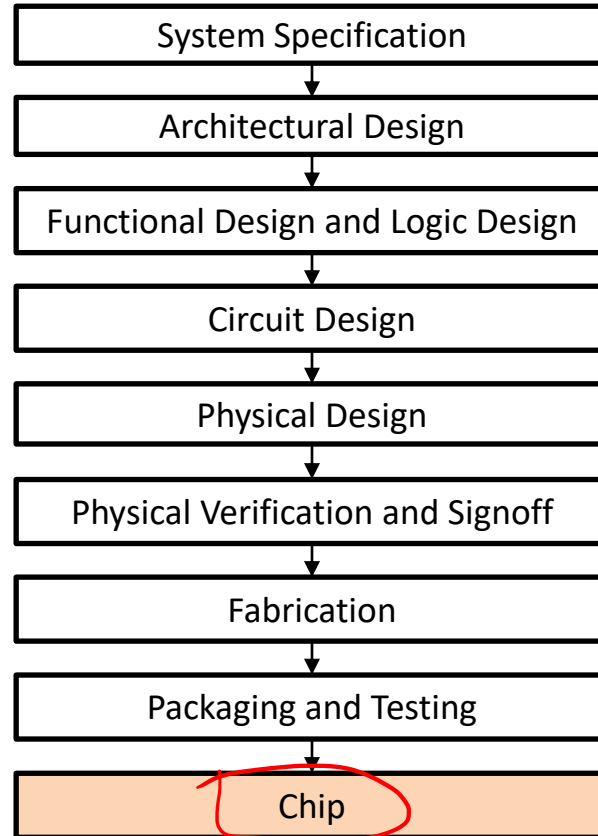 System Specification
Architectural Design
Functional Design and Logic Design
Circuit Design
Physical Design
Physical Verification and Signoff
Fabrication
Packaging and Testing
Chip